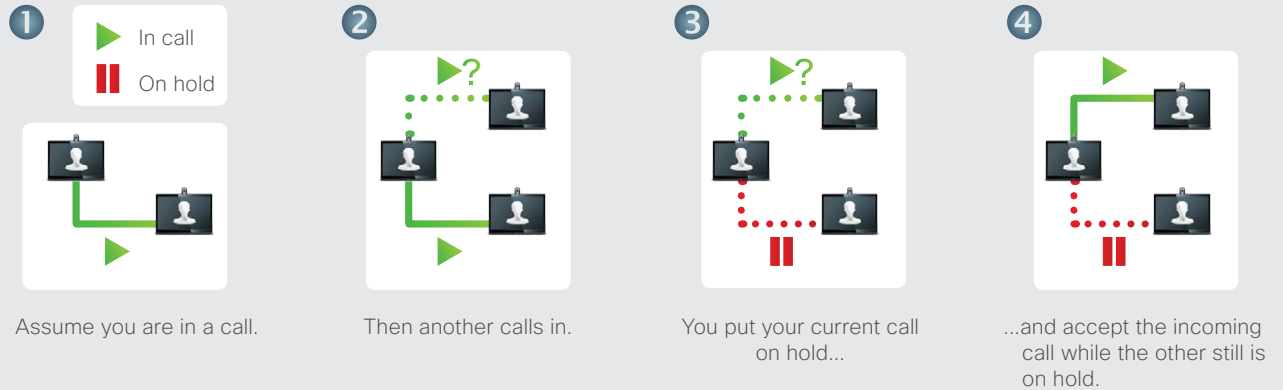 1
In call
On hold
Assume you are in a call.
2
?
Then another calls in.
3
?
You put your current call
on hold...
4
...and accept the incoming
call while the other still is
on hold.